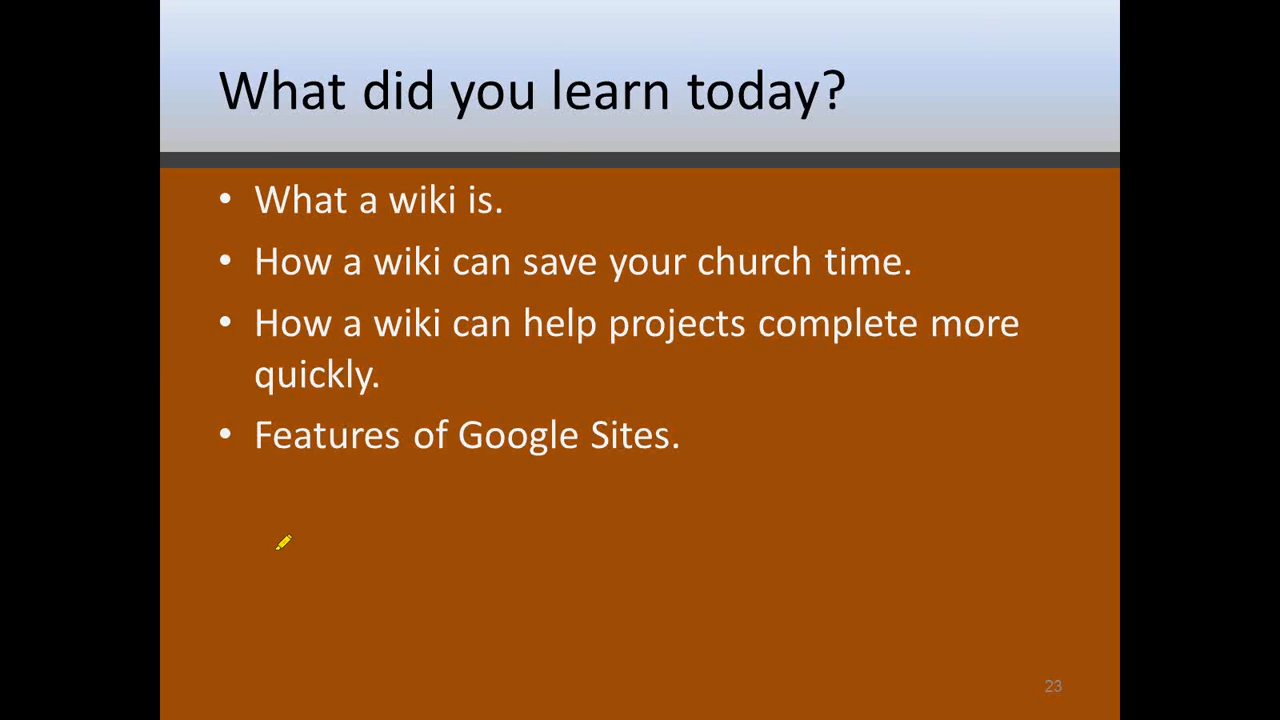 What did you learn today?
• What a wiki is.
• How a wiki can save your church time.
• How a wiki can help projects complete more
quickly.
• Features of Google Sites.
23